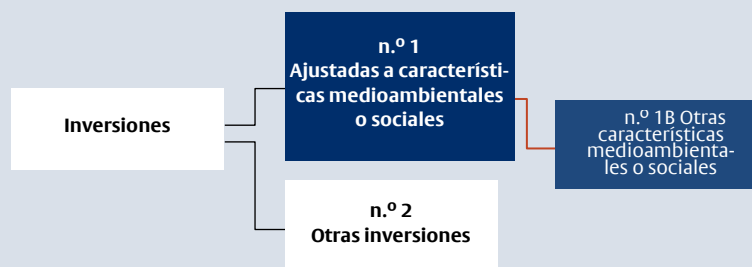 Inversiones
n.º 1
Ajustadas a característi-
cas medioambientales
o sociales
n.º 1B Otras
características
medioambienta-
les o sociales
n.º 2
Otras inversiones